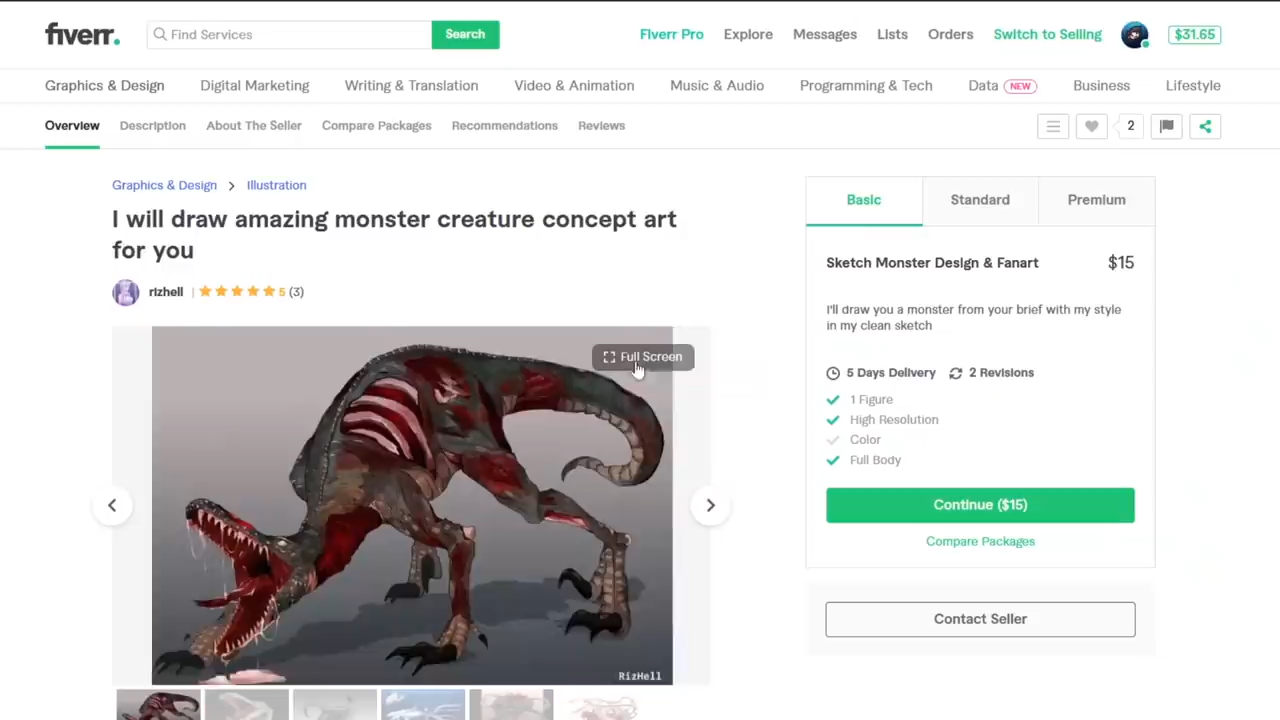 fiverr.
Find Services
Search
Fiverr Pro
Explore
Messages
Lists
Orders
Switch to Selling
$31.65
Graphics & Design
Digital Marketing
Writing & Translation
Video & Animation
Music & Audio
Programming & Tech
Data NEW
Business
Lifestyle
Overview
Description
About The Seller
Compare Packages
Recommendations
Reviews
2
Graphics & Design > Illustration
I will draw amazing monster creature concept art
for you
rizhell | 5 (3)
Full Screen
RizHell
Basic
Standard
Premium
Sketch Monster Design & Fanart
$15
I'll draw you a monster from your brief with my style
in my clean sketch
5 Days Delivery
2 Revisions
1 Figure
High Resolution
Color
Full Body
Continue ($15)
Compare Packages
Contact Seller